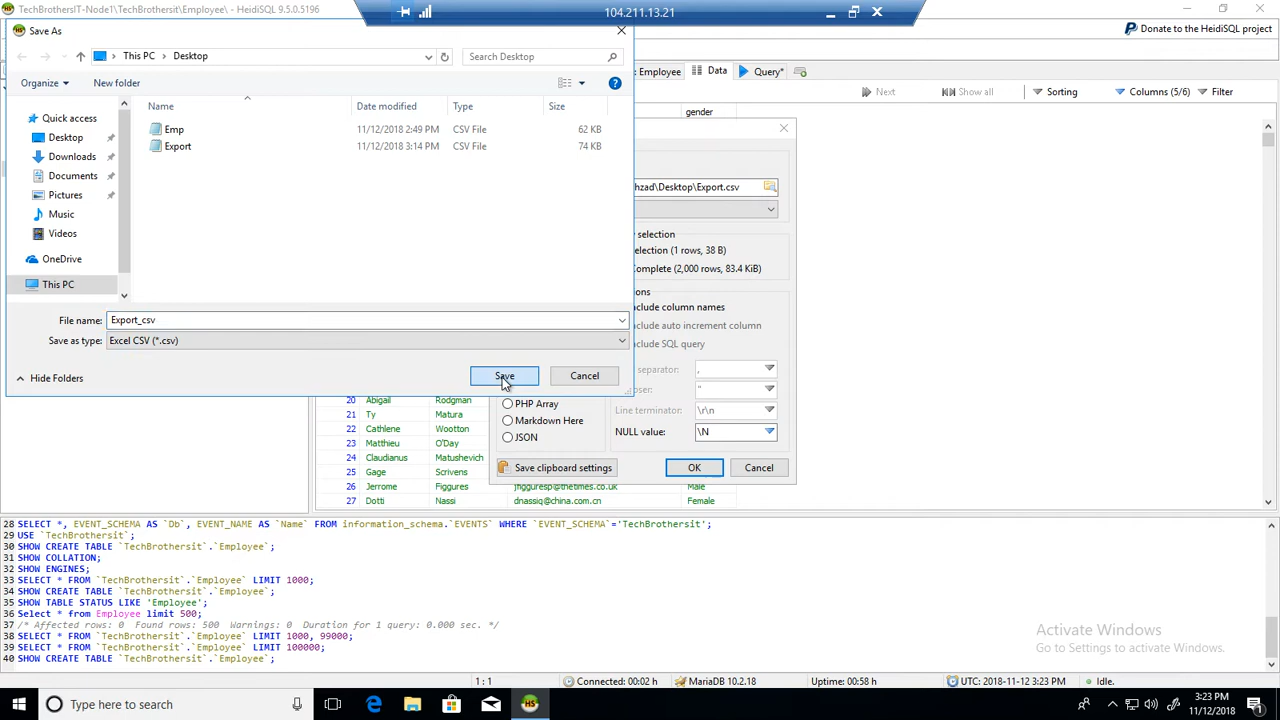 TechBrothersIT-Node1\TechBrothersit\Employee\ - HeidiSQL 9.5.0.5196
104.211.13.21
Save As
Donate to the HeidiSQL project
This PC
Desktop
Search Desktop
Employee
Data
Query*
Organize
New folder
Next
Show all
Sorting
Columns (5/6)
Filter
Name
Date modified
Type
Size
gender
Quick access
Desktop
Downloads
Documents
Pictures
Music
Videos
OneDrive
This PC
Emp
11/12/2018 2:49 PM
CSV File
62 KB
Export
11/12/2018 3:14 PM
CSV File
74 KB
hzad\Desktop\Export.csv
selection
election (1 rows, 38 B)
Complete (2,000 rows, 83.4 KiB)
ons
clude column names
clude auto increment column
clude SQL query
File name:
Export_csv
Save as type:
Excel CSV (*.csv)
Hide Folders
Save
Cancel
separator:
,
oser:
"
Line terminator:
\r\n
NULL value:
\N
PHP Array
Markdown Here
JSON
Save clipboard settings
OK
Cancel
20 Abigail Rodgman
21 Ty Matura
22 Cathlene Wootton
23 Matthieu O'Day
24 Claudianus Matushevich
25 Gage Scrivens
26 Jerrome Figgures jfigguresp@thetimes.co.uk Male
27 Dotti Nassi dnassiq@china.com.cn Female
28 SELECT *, EVENT_SCHEMA AS `Db`, EVENT_NAME AS `Name` FROM information_schema.`EVENTS` WHERE `EVENT_SCHEMA`='TechBrothersit';
29 USE `TechBrothersit`;
30 SHOW CREATE TABLE `TechBrothersit`.`Employee`;
31 SHOW COLLATION;
32 SHOW ENGINES;
33 SELECT * FROM `TechBrothersit`.`Employee` LIMIT 1000;
34 SHOW CREATE TABLE `TechBrothersit`.`Employee`;
35 SHOW TABLE STATUS LIKE 'Employee';
36 Select * from Employee limit 500;
37 /* Affected rows: 0  Found rows: 500  Warnings: 0  Duration for 1 query: 0.000 sec. */
38 SELECT * FROM `TechBrothersit`.`Employee` LIMIT 1000, 99000;
39 SELECT * FROM `TechBrothersit`.`Employee` LIMIT 100000;
40 SHOW CREATE TABLE `TechBrothersit`.`Employee`;
Activate Windows
Go to Settings to activate Windows.
1 : 1
Connected: 00:02 h
MariaDB 10.2.18
Uptime: 00:58 h
UTC: 2018-11-12 3:23 PM
Idle.
Type here to search
3:23 PM
11/12/2018